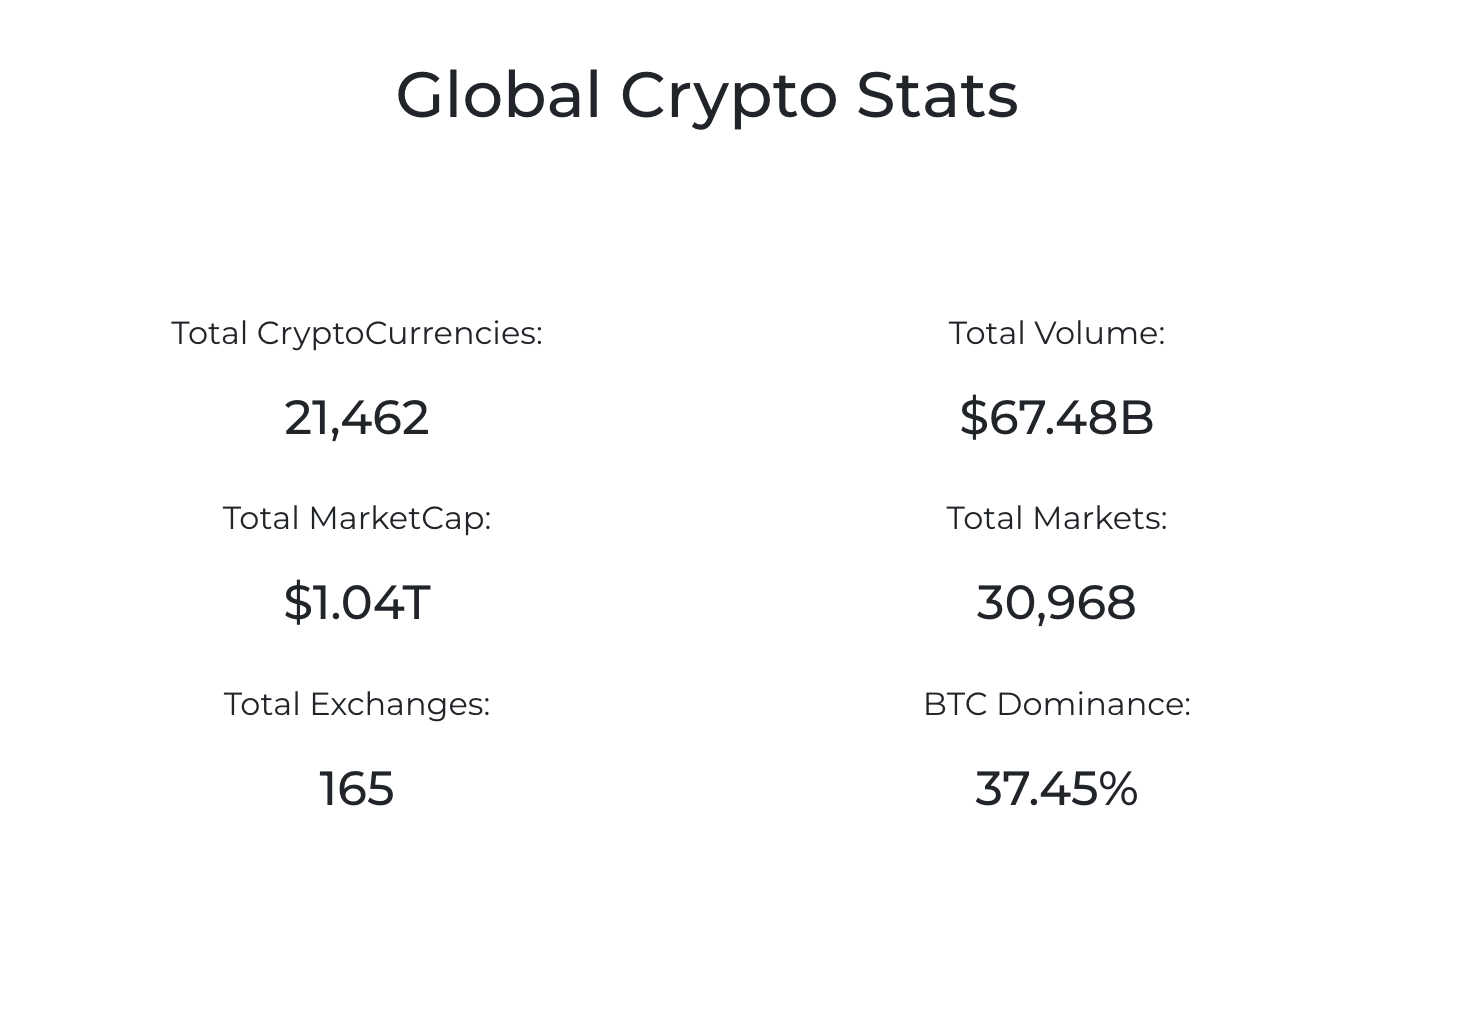 Global Crypto Stats
Total CryptoCurrencies:
21,462
Total Volume:
$67.48B
Total MarketCap:
$1.04T
Total Markets:
30,968
Total Exchanges:
165
BTC Dominance:
37.45%